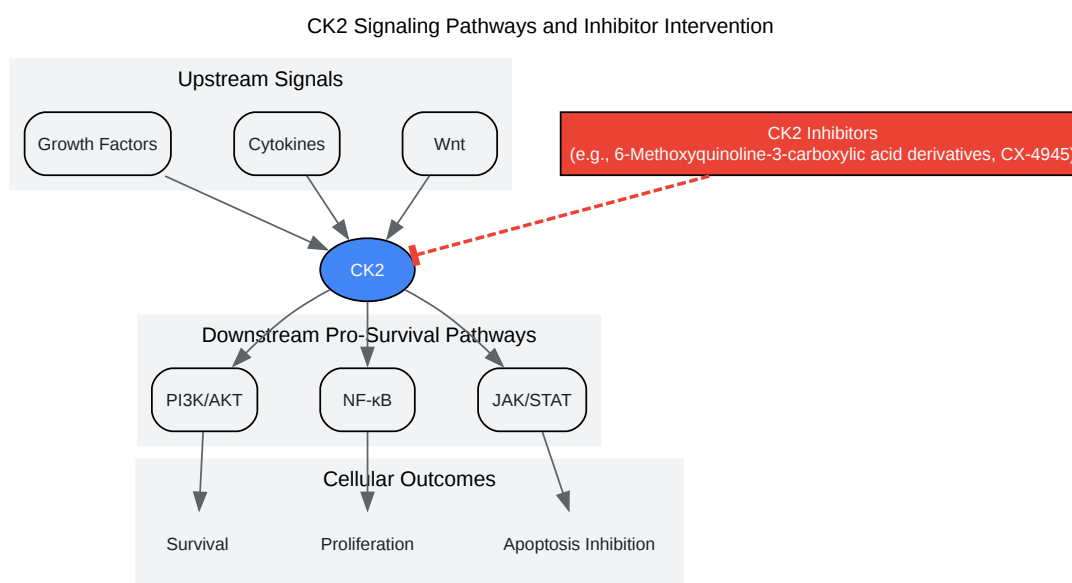 CK2 Signaling Pathways and Inhibitor Intervention
Upstream Signals
Growth Factors
Cytokines
Wnt
CK2 Inhibitors
(e.g., 6-Methoxyquinoline-3-carboxylic acid derivatives, CX-4945)
CK2
Downstream Pro-Survival Pathways
PI3K/AKT
NF-κB
JAK/STAT
Cellular Outcomes
Survival
Proliferation
Apoptosis Inhibition